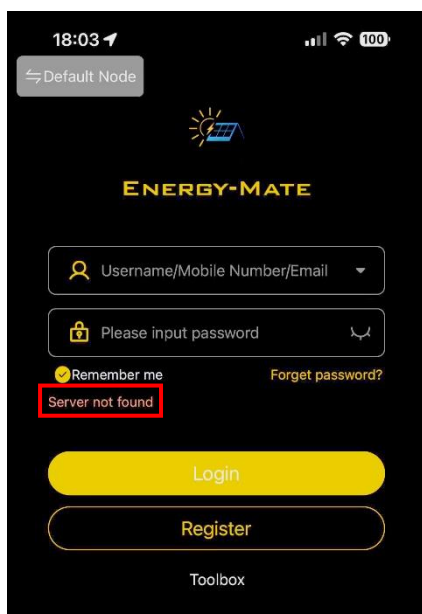 18:03
100
Default Node
ENERGY-MATE
Username/Mobile Number/Email
Please input password
Remember me Forget password?
Server not found
Login
Register
Toolbox